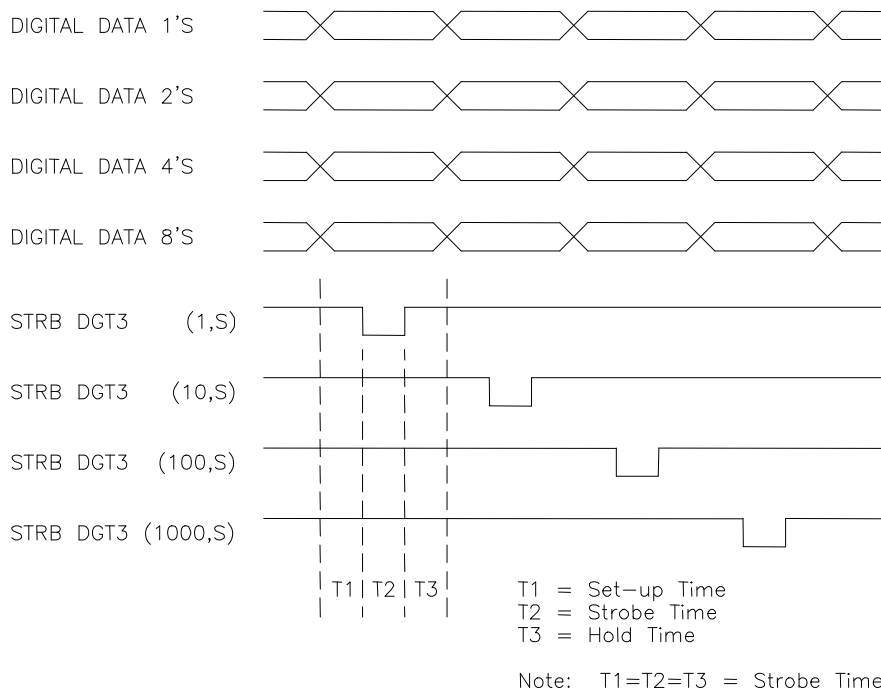 DIGITAL DATA 1'S
DIGITAL DATA 2'S
DIGITAL DATA 4'S
DIGITAL DATA 8'S
STRB DGT3 (1,S)
STRB DGT3 (10,S)
STRB DGT3 (100,S)
STRB DGT3 (1000,S)
T1 T2 T3
T1 = Set-up Time
T2 = Strobe Time
T3 = Hold Time
Note: T1=T2=T3 = Strobe Time